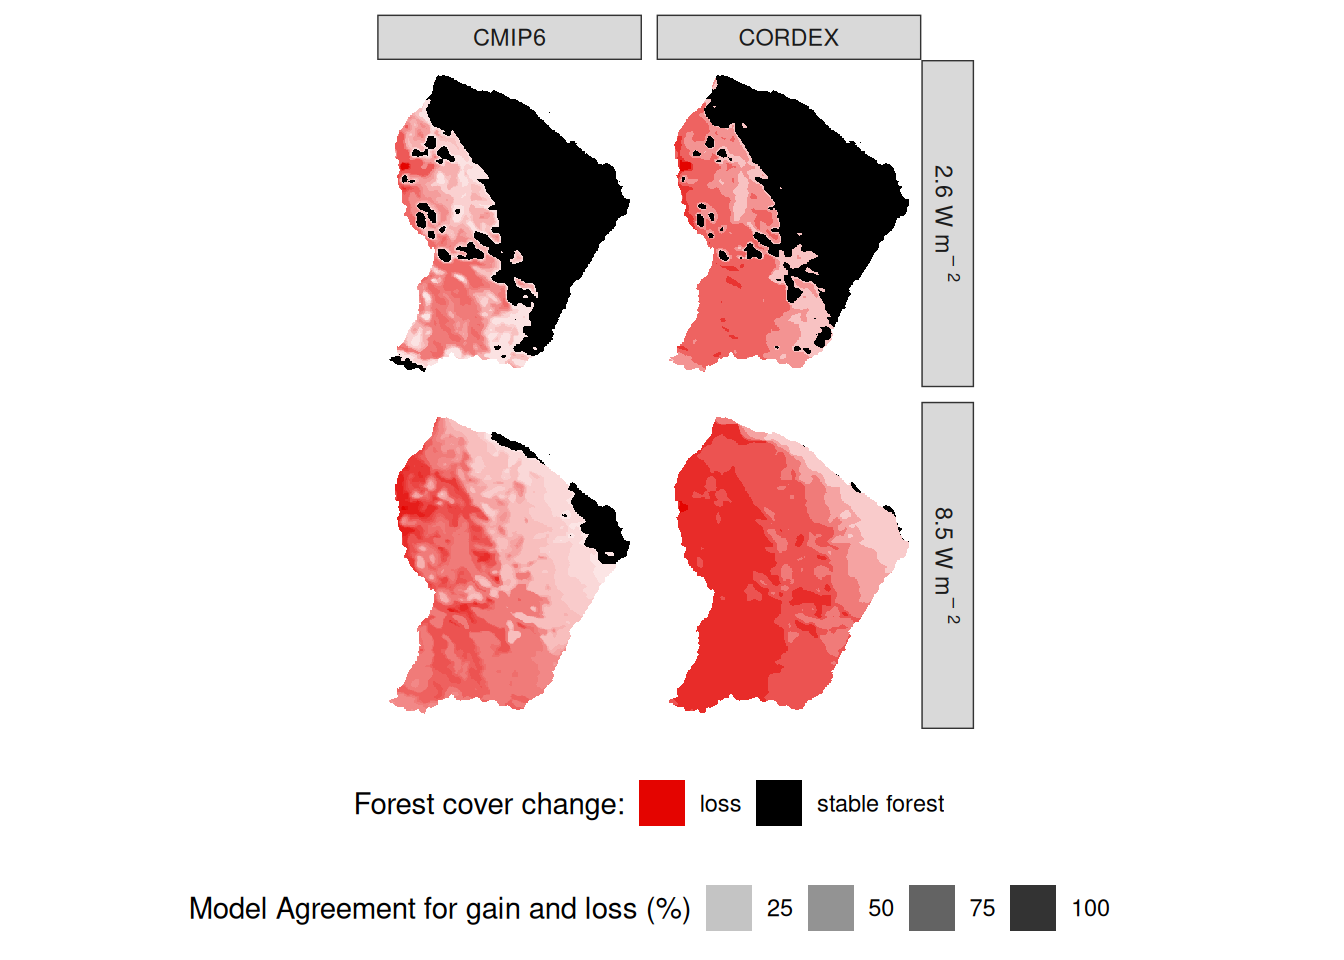 CMIP6
CORDEX
2.6 W m⁻²
8.5 W m⁻²
Forest cover change:
loss
stable forest
Model Agreement for gain and loss (%)
25
50
75
100